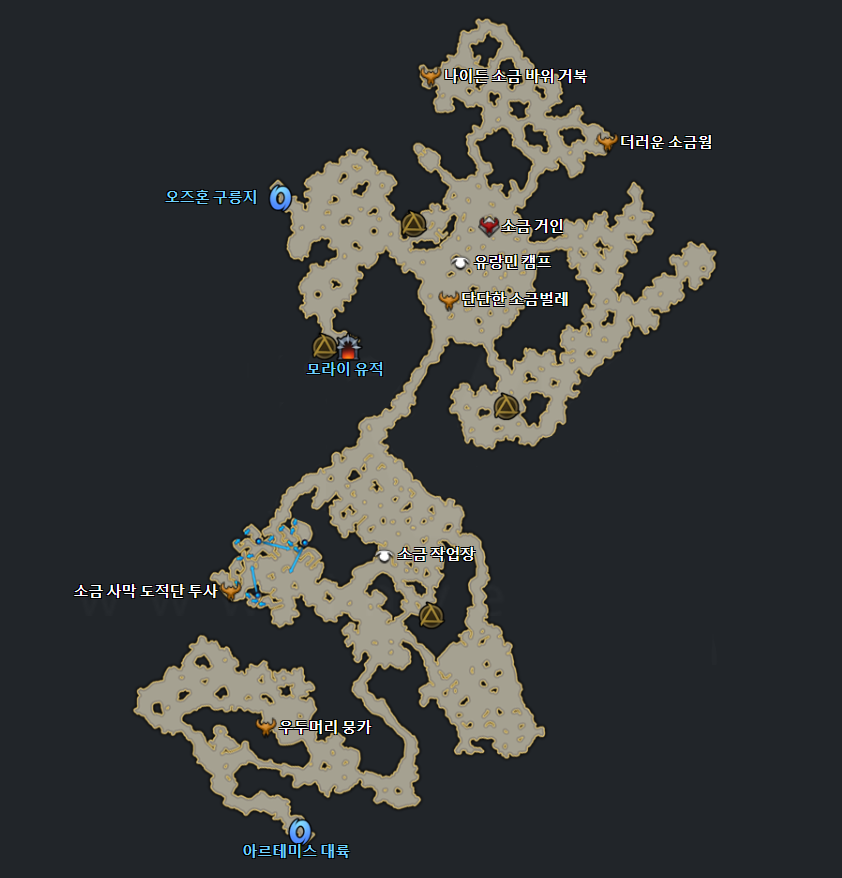 나이든 소금 바위 거북
더러운 소금웜
오즈혼 구릉지
소금 거인
유랑민 캠프
단단한 소금벌레
모라이 유적
소금 작업장
소금 사막 도적단 투사
우두머리 뭉카
아르테미스 대륙